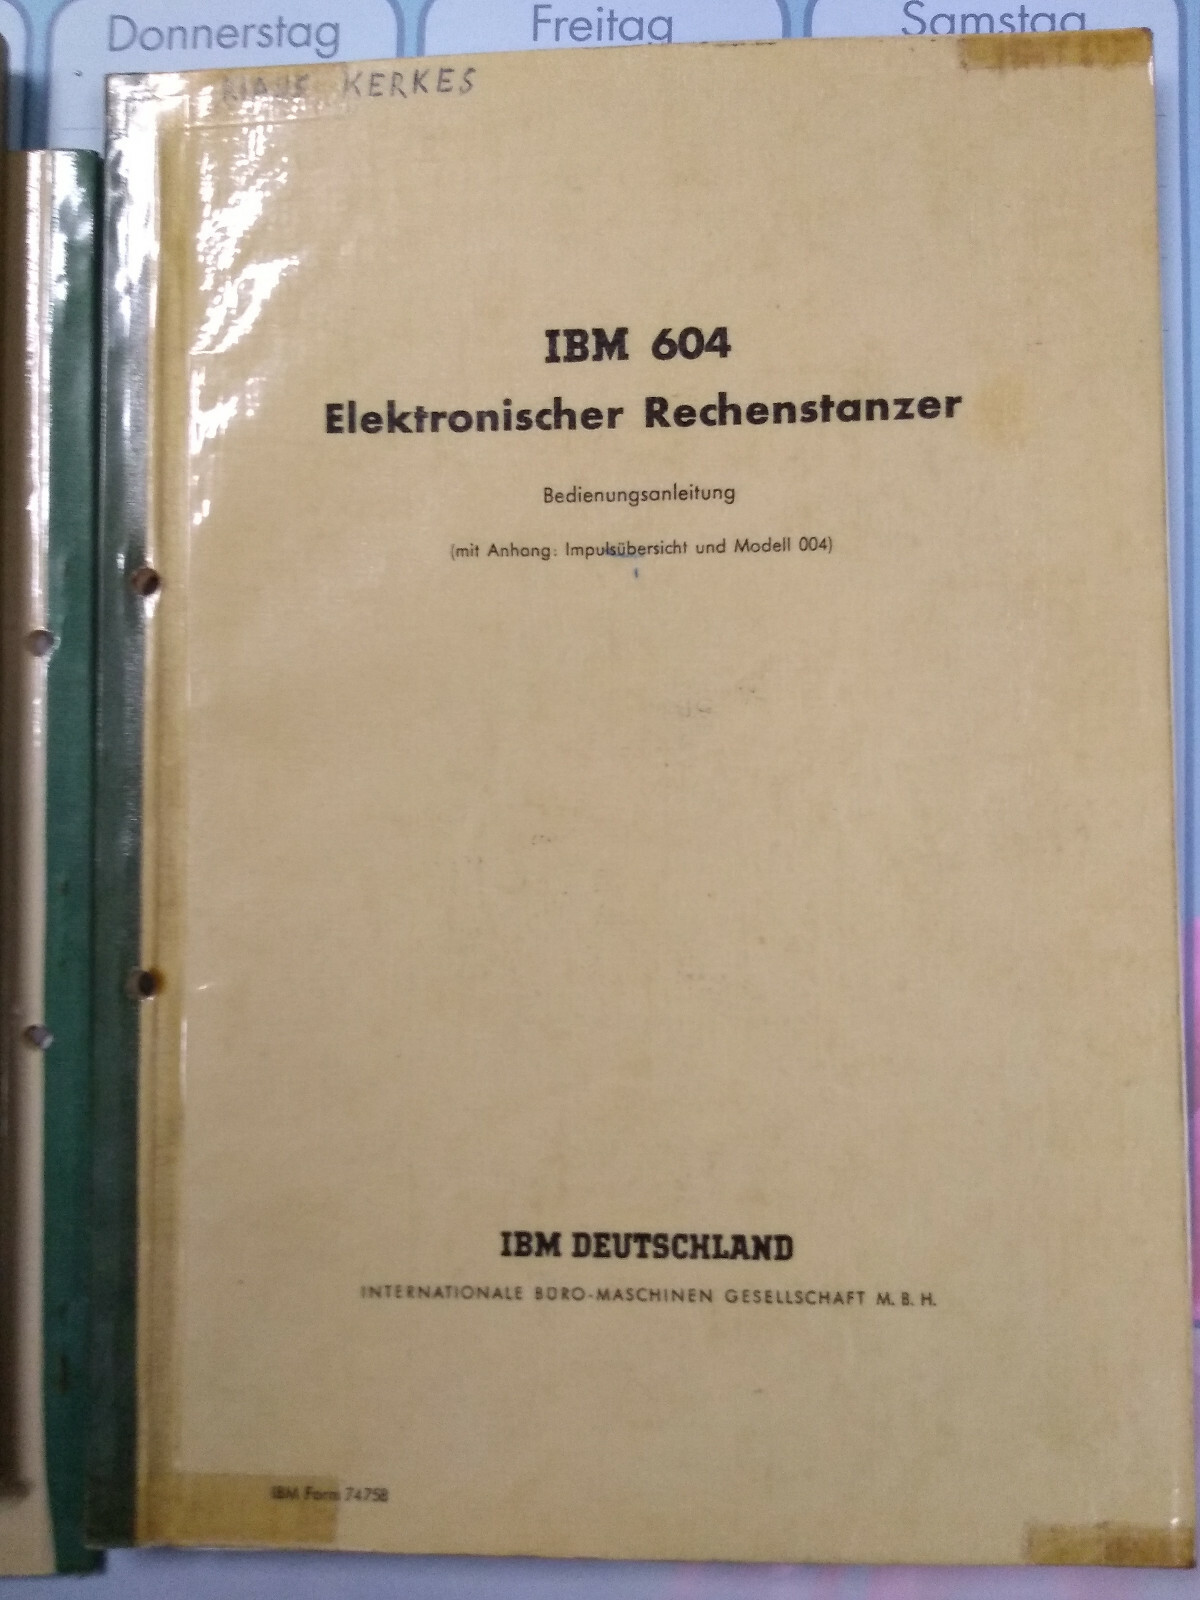 Donnerstag
Freitag
Samstag
KERKES
IBM 604
Elektronischer Rechenstanzer
Bedienungsanleitung
(mit Anhang: Impulsübersicht und Modell 004)
IBM DEUTSCHLAND
INTERNATIONALE BÜRO-MASCHINEN GESELLSCHAFT M. B. H.
IBM Form 74758